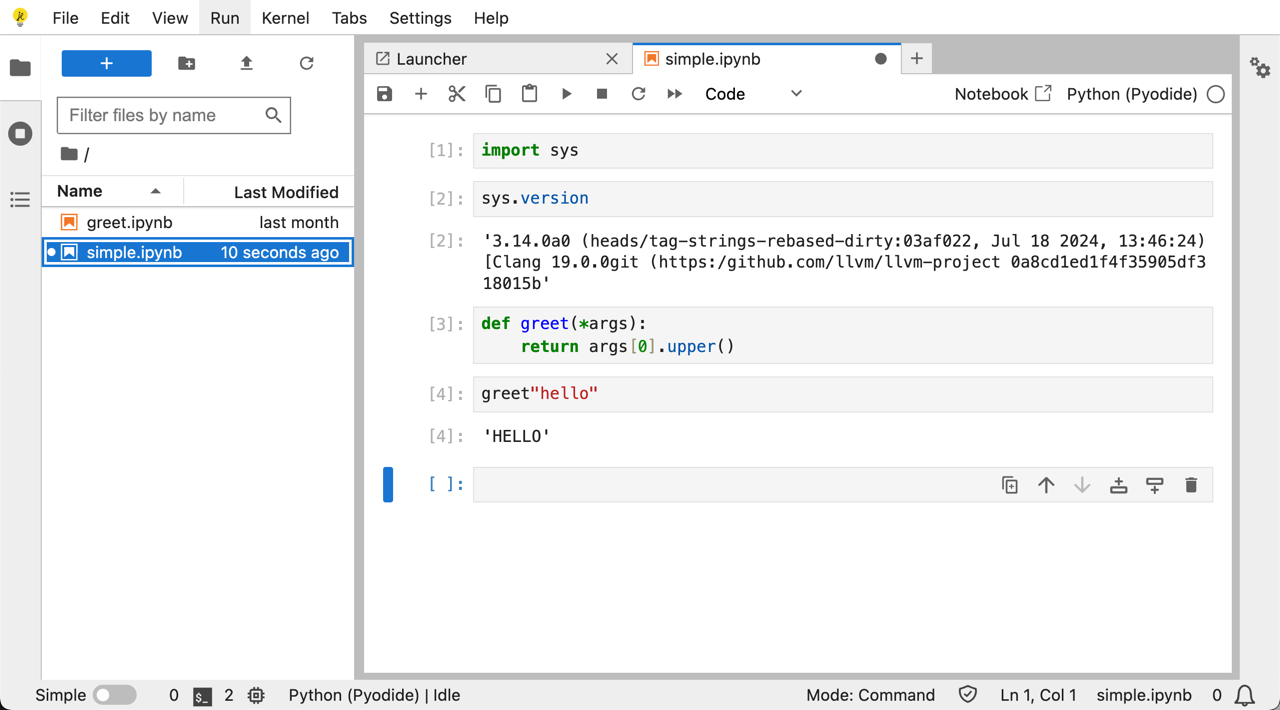 File Edit View Run Kernel Tabs Settings Help
+
Filter files by name
/
Name Last Modified
greet.ipynb last month
simple.ipynb 10 seconds ago
Launcher
simple.ipynb
Code
Notebook
Python (Pyodide)
[1]: import sys
[2]: sys.version
[2]: '3.14.0a0 (heads/tag-strings-rebased-dirty:03af022, Jul 18 2024, 13:46:24)
[Clang 19.0.0git (https:/github.com/llvm/llvm-project 0a8cd1ed1f4f35905df3
18015b'
[3]: def greet(*args):
return args[0].upper()
[4]: greet"hello"
[4]: 'HELLO'
[ ]:
Simple 0 $_ 2 Python (Pyodide) | Idle Mode: Command Ln 1, Col 1 simple.ipynb 0